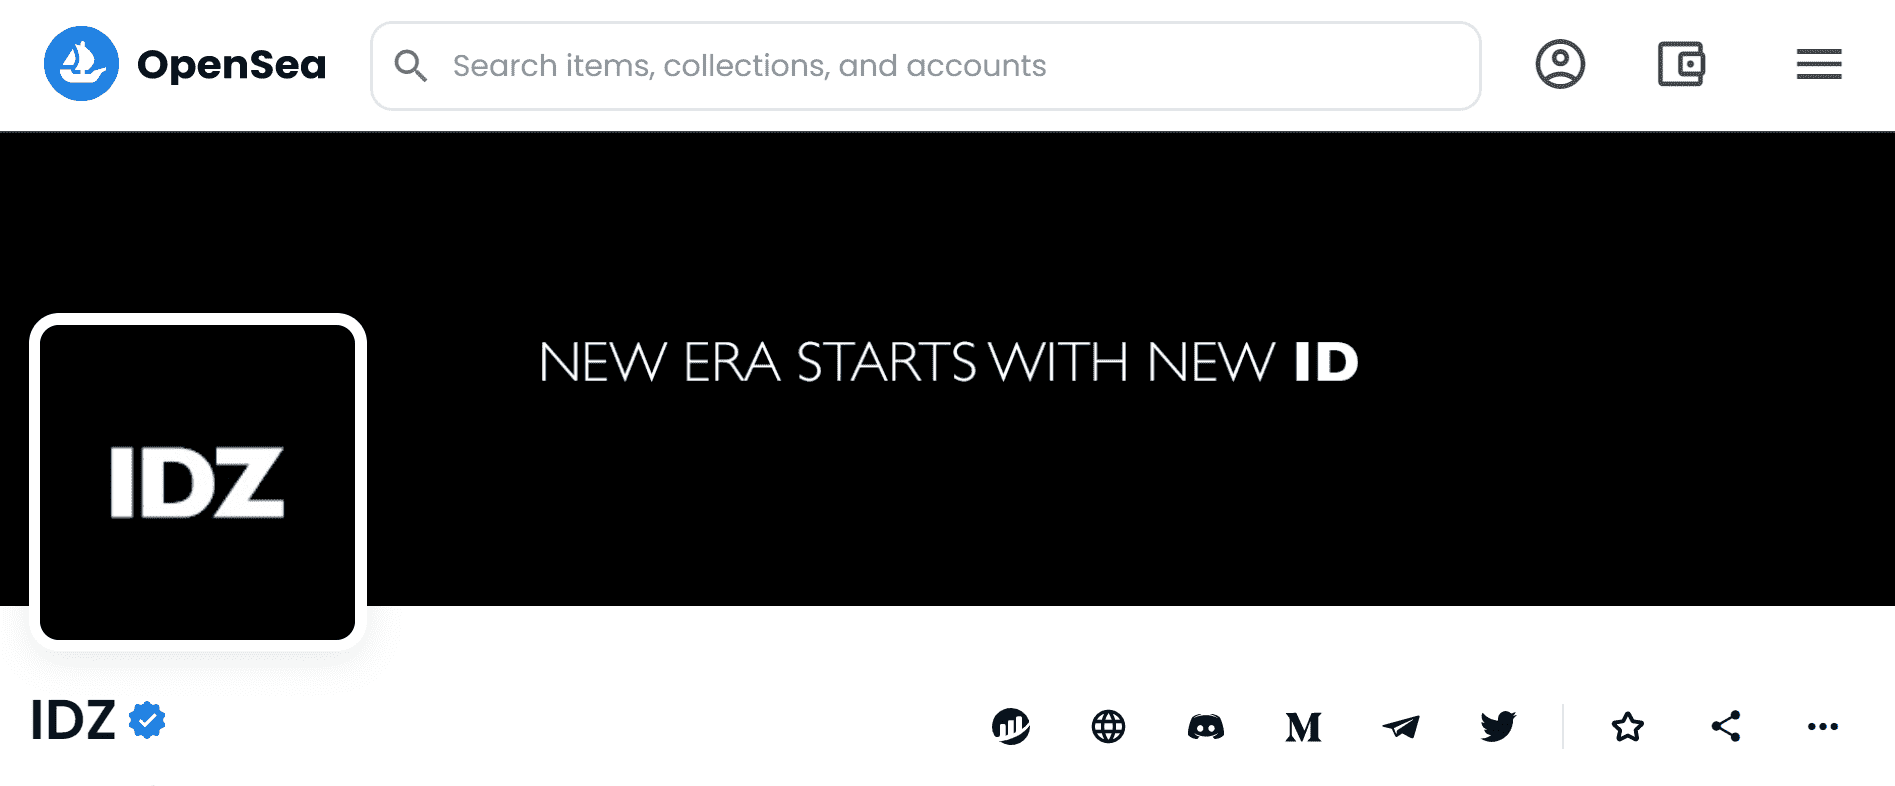 OpenSea
Search items, collections, and accounts
NEW ERA STARTS WITH NEW ID
IDZ
IDZ